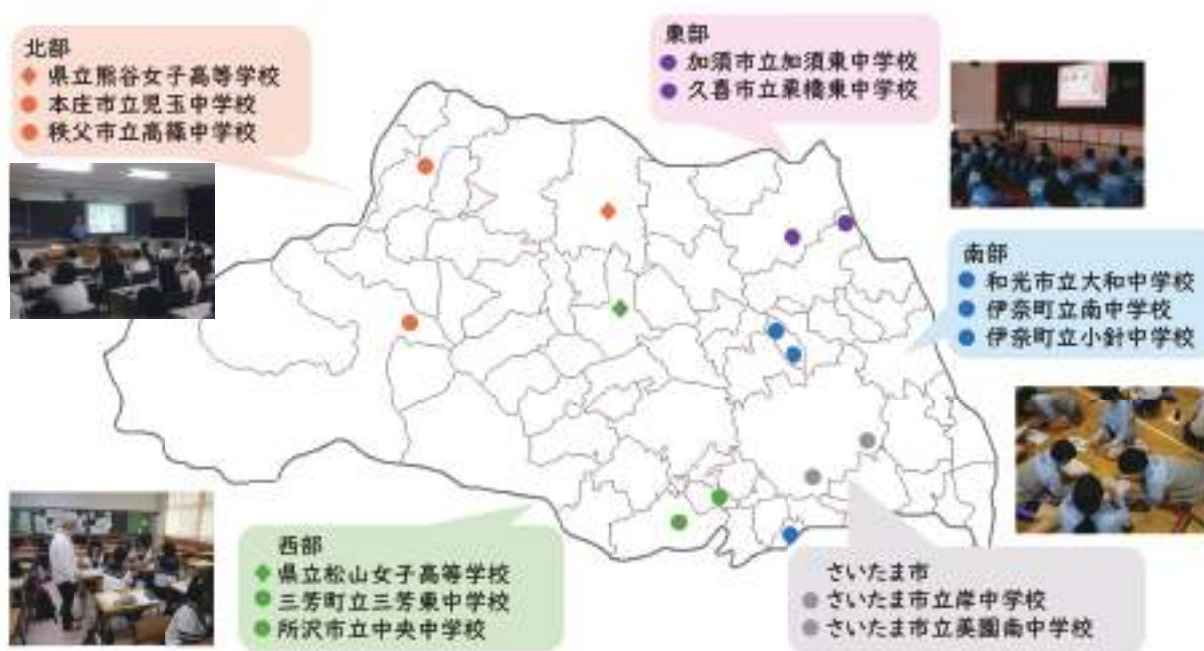 北部
県立熊谷女子高等学校
本庄市立児玉中学校
秩父市立高篠中学校
東部
加須市立加須東中学校
久喜市立栗橋東中学校
南部
和光市立大和中学校
伊奈町立南中学校
伊奈町立小針中学校
西部
県立松山女子高等学校
三芳町立三芳東中学校
所沢市立中央中学校
さいたま市
さいたま市立岸中学校
さいたま市立美園南中学校